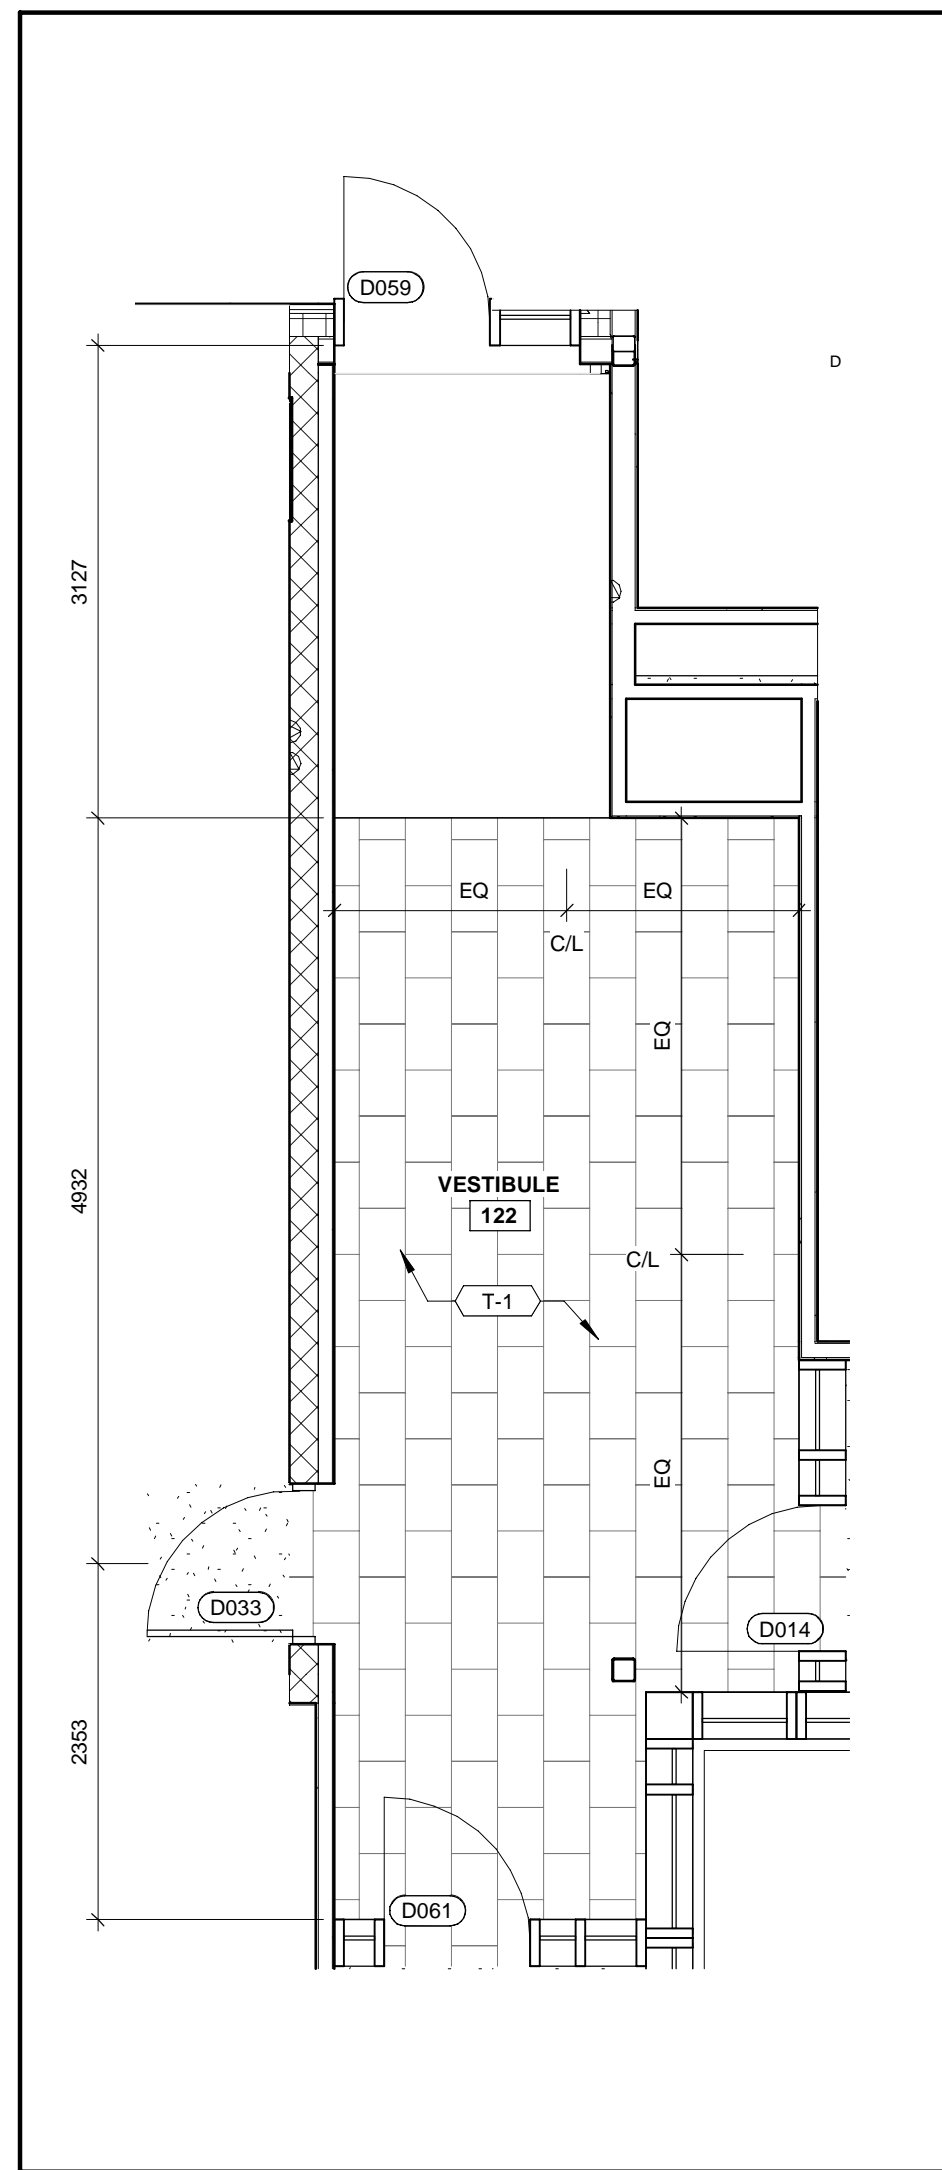 D059
D
3127
EQ
EQ
C/L
EQ
VESTIBULE
122
4932
C/L
T-1
EQ
D033
D014
2353
D061